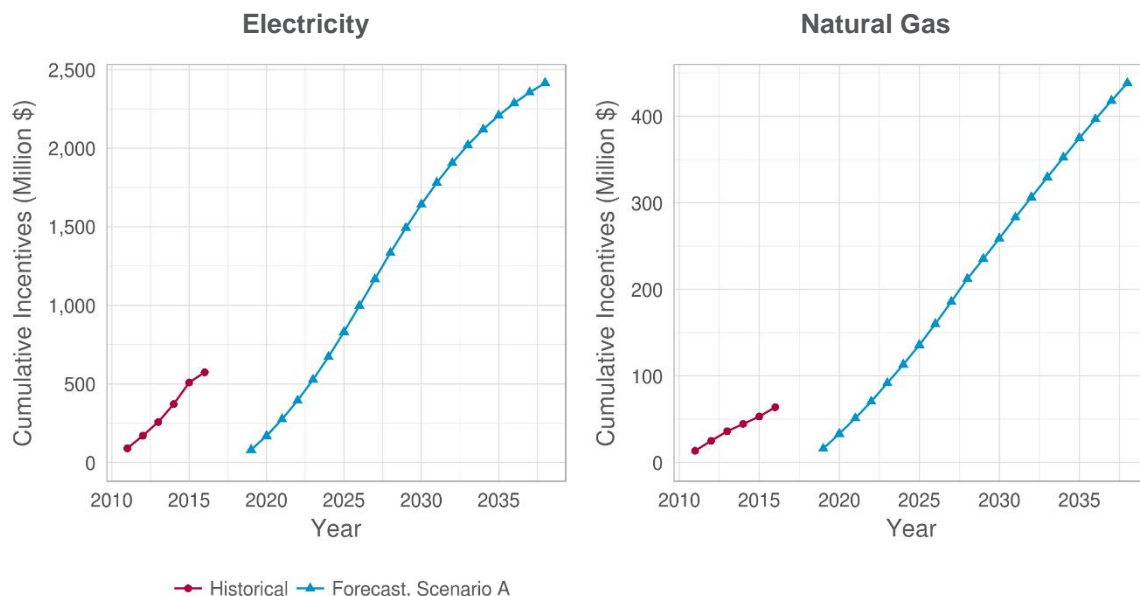 Electricity
Natural Gas
Cumulative Incentives (Million $)
2,500
2,000
1,500
1,000
500
0
2010 2015 2020 2025 2030 2035
Year
Cumulative Incentives (Million $)
400
300
200
100
0
2010 2015 2020 2025 2030 2035
Year
Historical Forecast. Scenario A